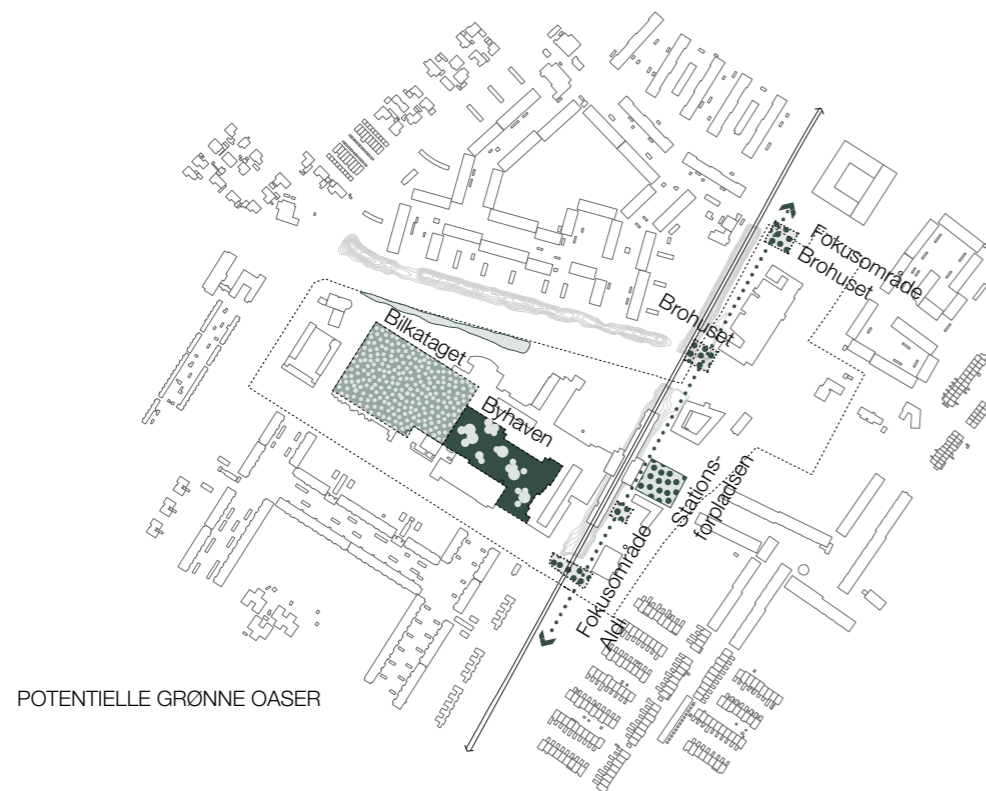 Fokusområde
Brohuset
Brohuset
Bilkataget
Byhaven
Stations-
forpladsen
Fokusområde
Aldi
POTENTIELLE GRØNNE OASER